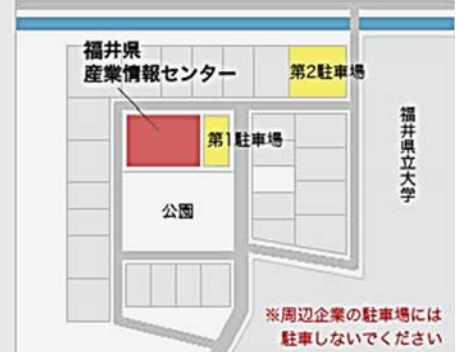 福井県
産業情報センター
第2駐車場
第1駐車場
福井県立大学
公園
※周辺企業の駐車場には
駐車しないでください